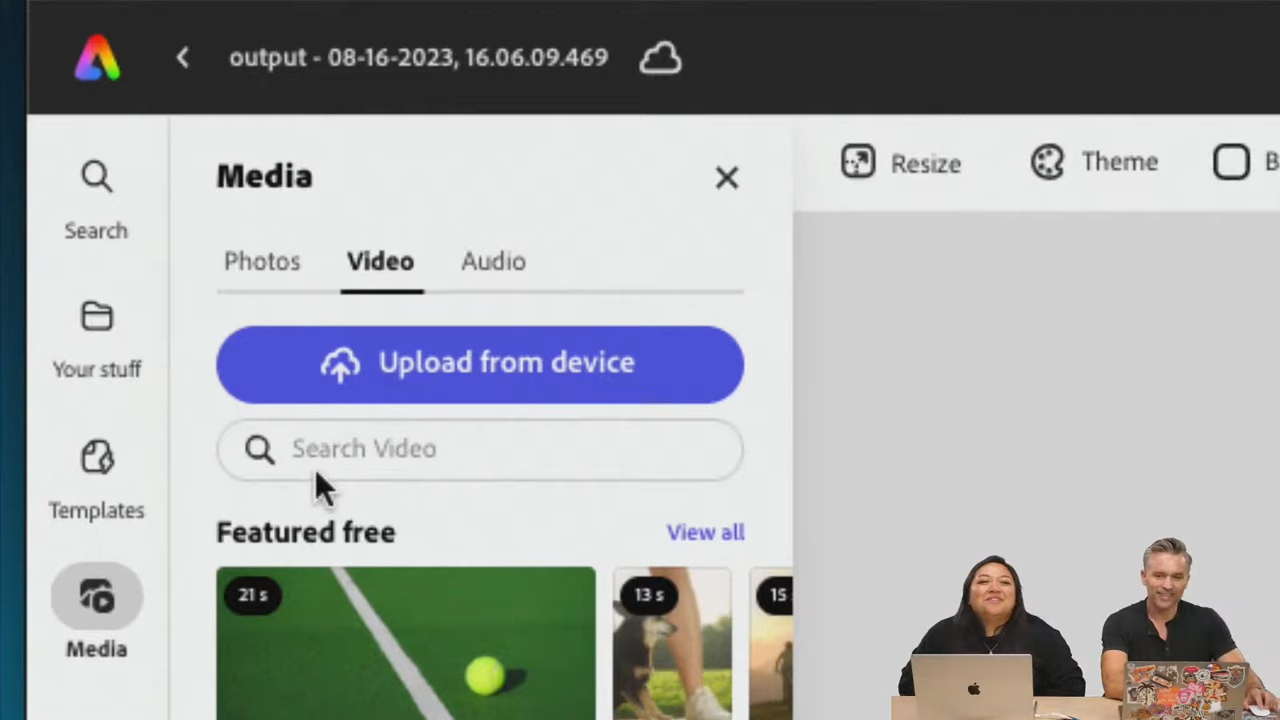 output - 08-16-2023, 16.06.09.469
Search
Your stuff
Templates
Media
Media
Photos Video Audio
Upload from device
Search Video
Featured free View all
21 s
13 s
15
Resize
Theme
B